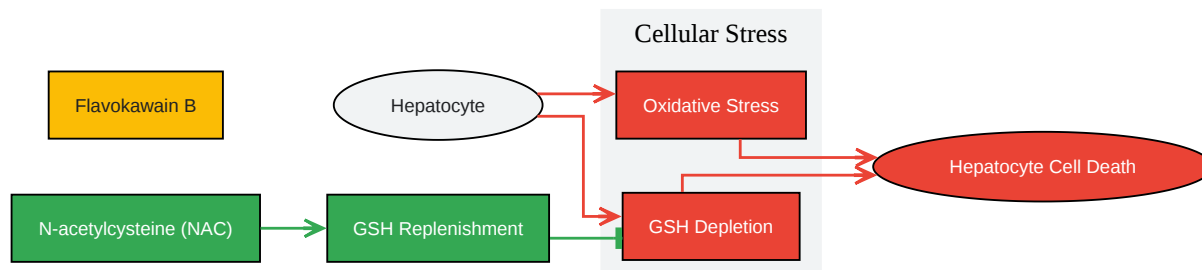 Cellular Stress
Flavokawain B
Hepatocyte
Oxidative Stress
Hepatocyte Cell Death
N-acetylcysteine (NAC)
GSH Replenishment
GSH Depletion